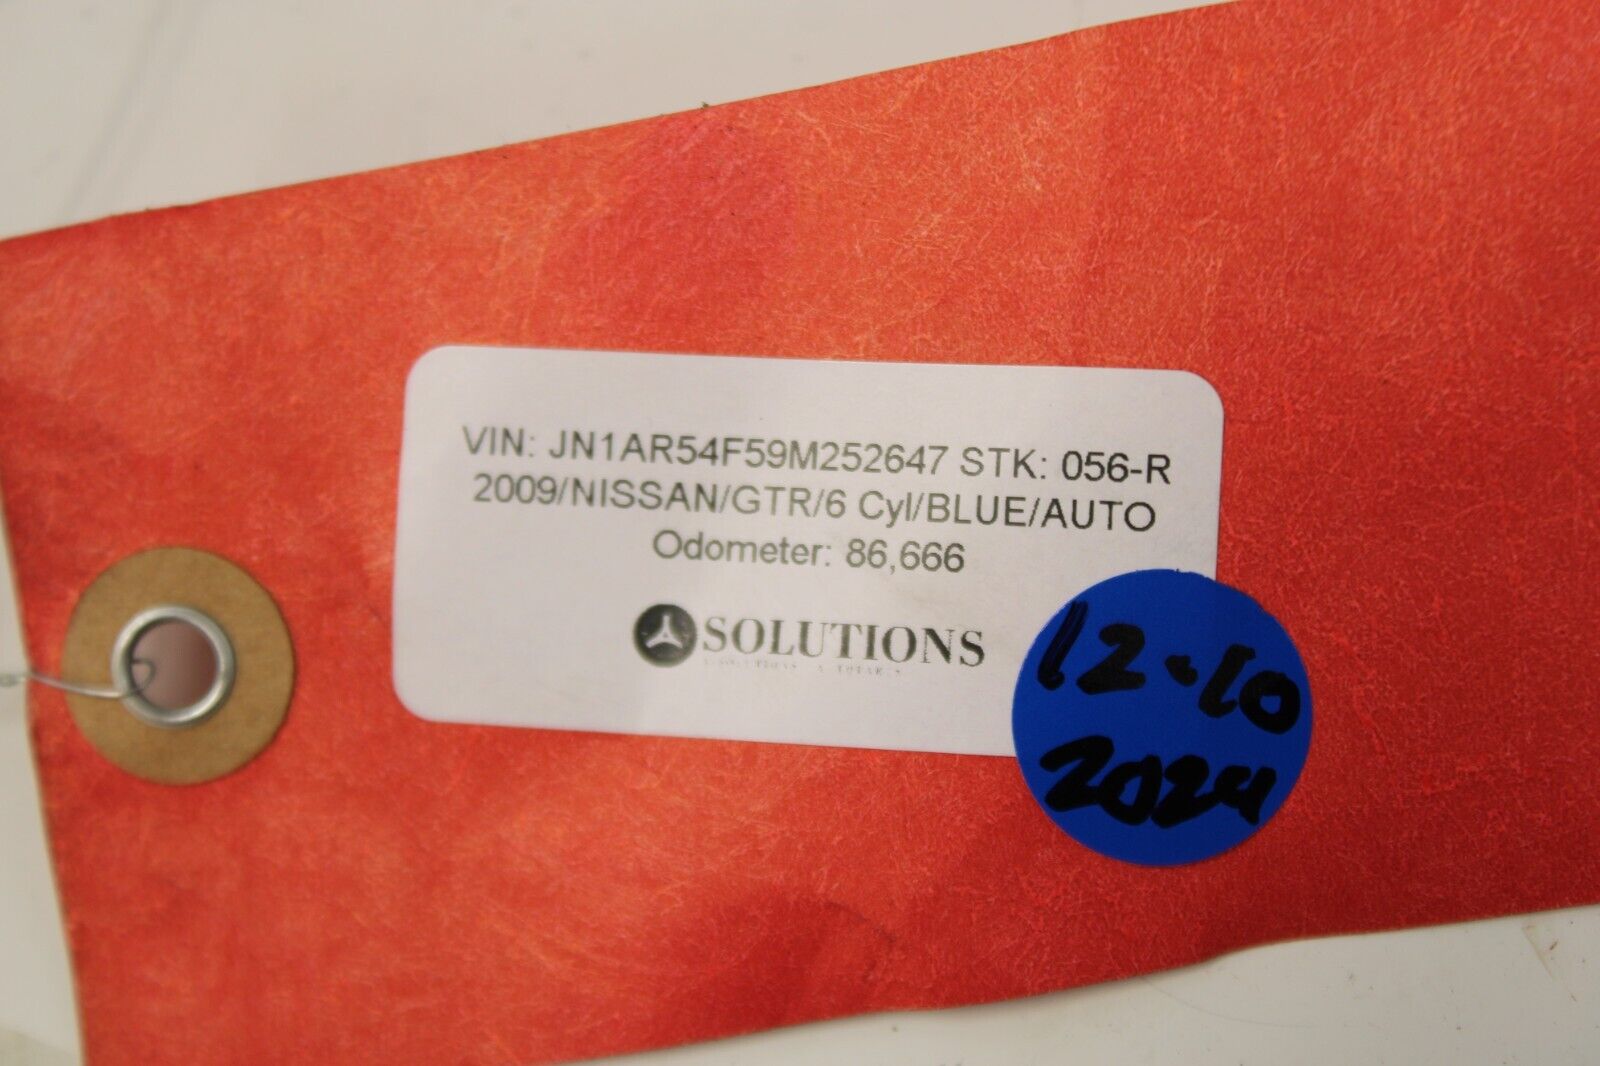 VIN: JN1AR54F59M252647 STK: 056-R
2009/NISSAN/GTR/6 Cyl/BLUE/AUTO
Odometer: 86,666
SOLUTIONS
12-10
2024